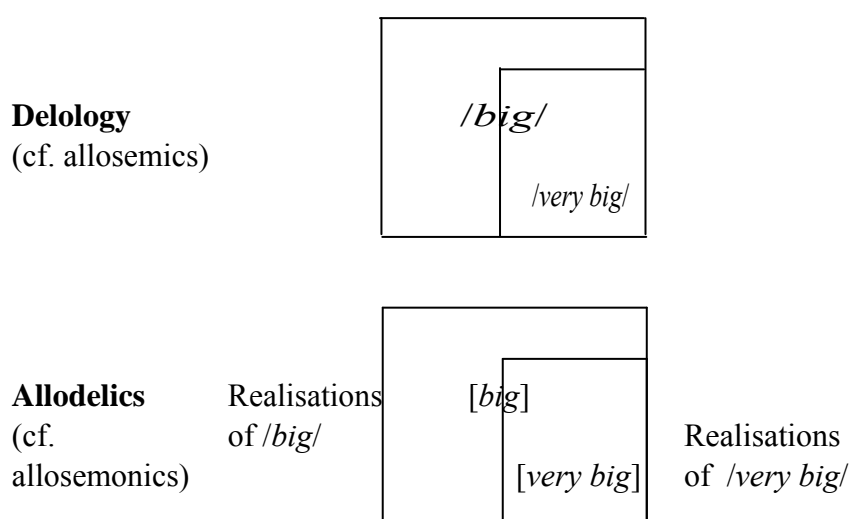 Delology
(cf. allosemics)
/big/
/very big/
Allodelics
(cf.
allosemonics)
Realisations
of /big/
[big]
[very big]
Realisations
of /very big/